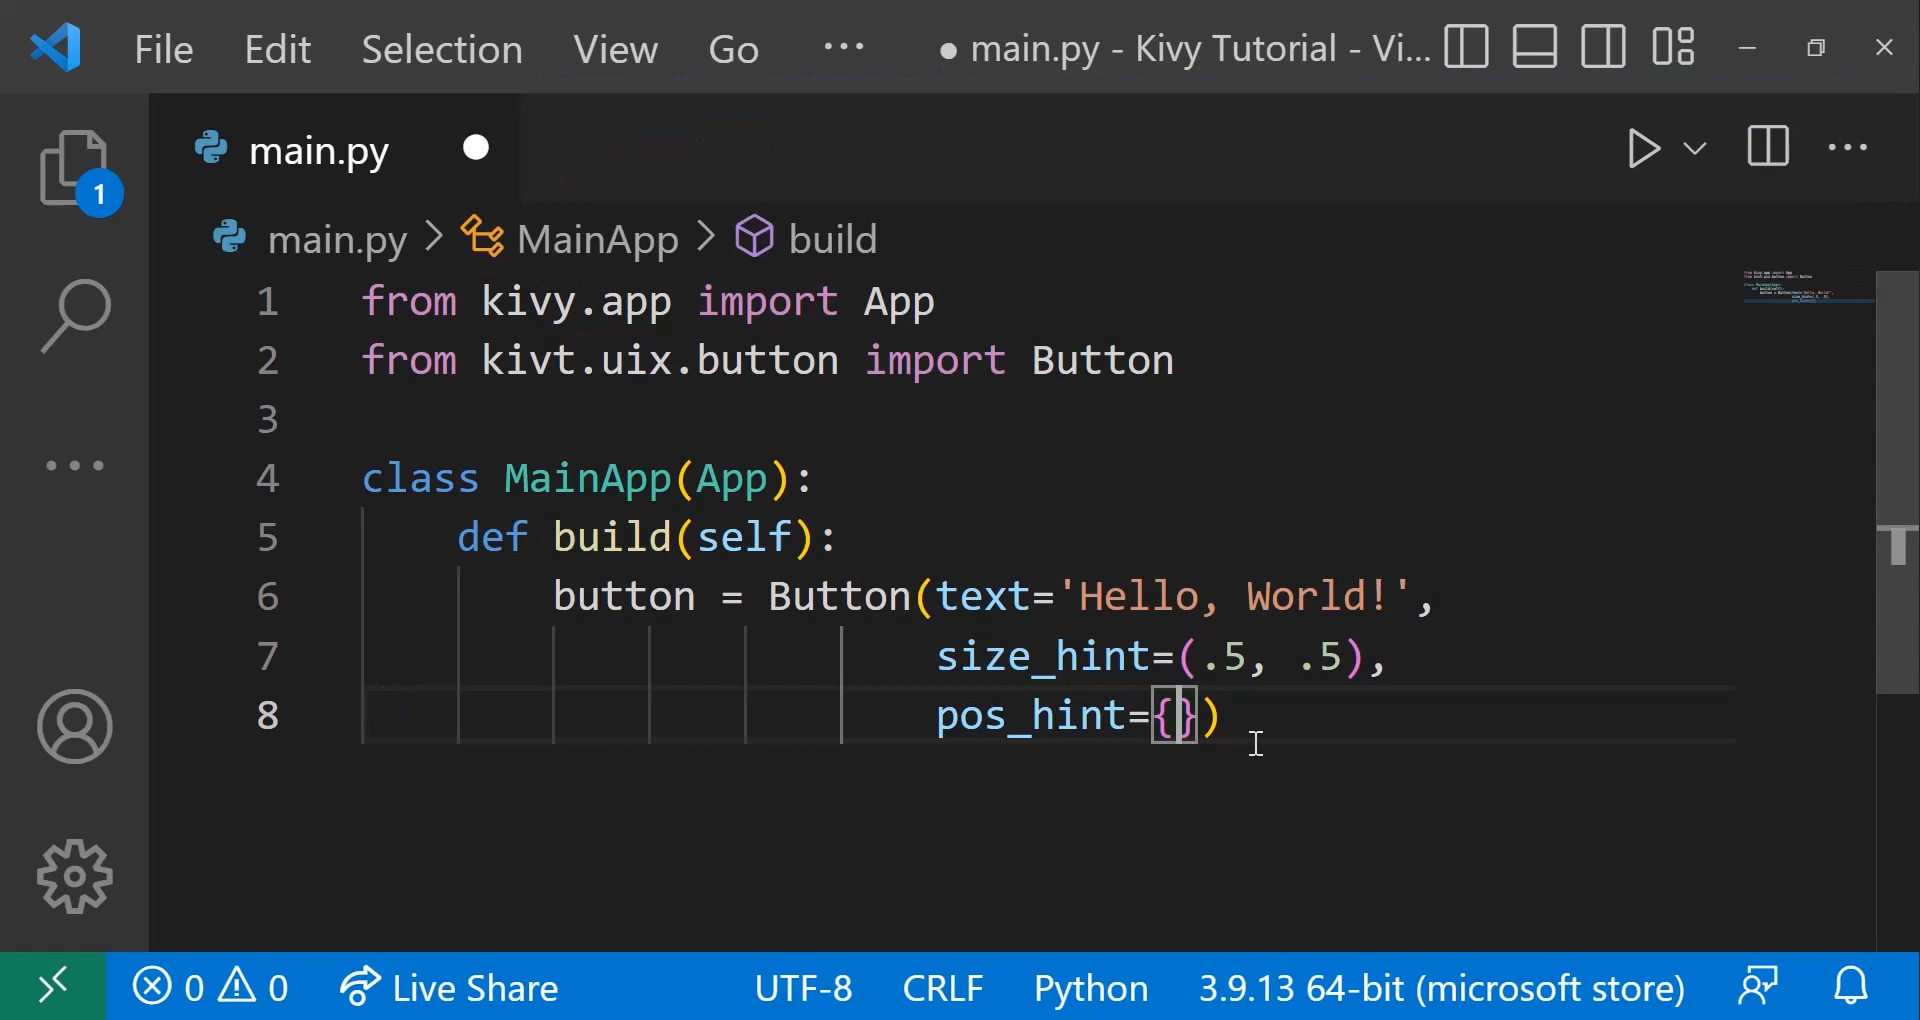 File Edit Selection View Go ··· ● main.py - Kivy Tutorial - Vi...
main.py
1
main.py > MainApp > build
1 from kivy.app import App
2 from kivt.uix.button import Button
3
4 class MainApp(App):
5 def build(self):
6 button = Button(text='Hello, World!',
7 size_hint=(.5, .5),
8 pos_hint={})
0 0 Live Share UTF-8 CRLF Python 3.9.13 64-bit (microsoft store)